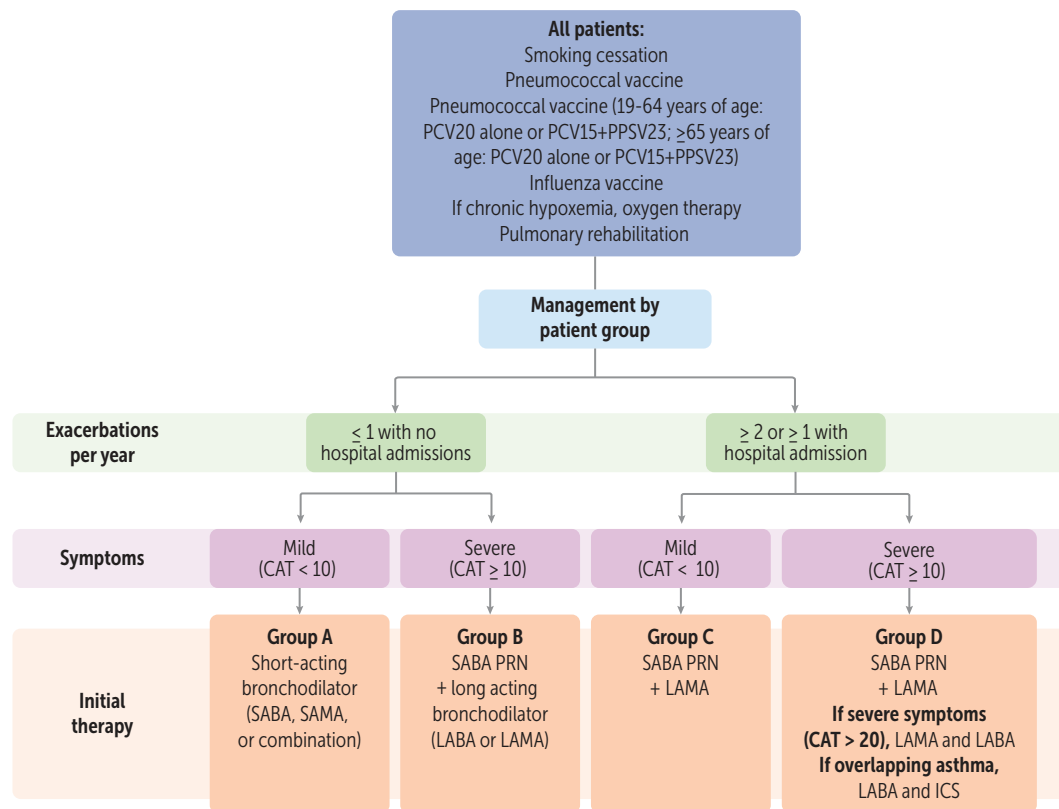 All patients:
Smoking cessation
Pneumococcal vaccine
Pneumococcal vaccine (19-64 years of age:
PCV20 alone or PCV15+PPSV23; ≥65 years of
age: PCV20 alone or PCV15+PPSV23)
Influenza vaccine
If chronic hypoxemia, oxygen therapy
Pulmonary rehabilitation
Management by
patient group
Exacerbations
per year
≤ 1 with no
hospital admissions
≥ 2 or ≥ 1 with
hospital admission
Symptoms
Mild
(CAT < 10)
Severe
(CAT ≥ 10)
Mild
(CAT < 10)
Severe
(CAT ≥ 10)
Initial
therapy
Group A
Short-acting
bronchodilator
(SABA, SAMA,
or combination)
Group B
SABA PRN
+ long acting
bronchodilator
(LABA or LAMA)
Group C
SABA PRN
+ LAMA
Group D
SABA PRN
+ LAMA
If severe symptoms
(CAT > 20), LAMA and LABA
If overlapping asthma,
LABA and ICS